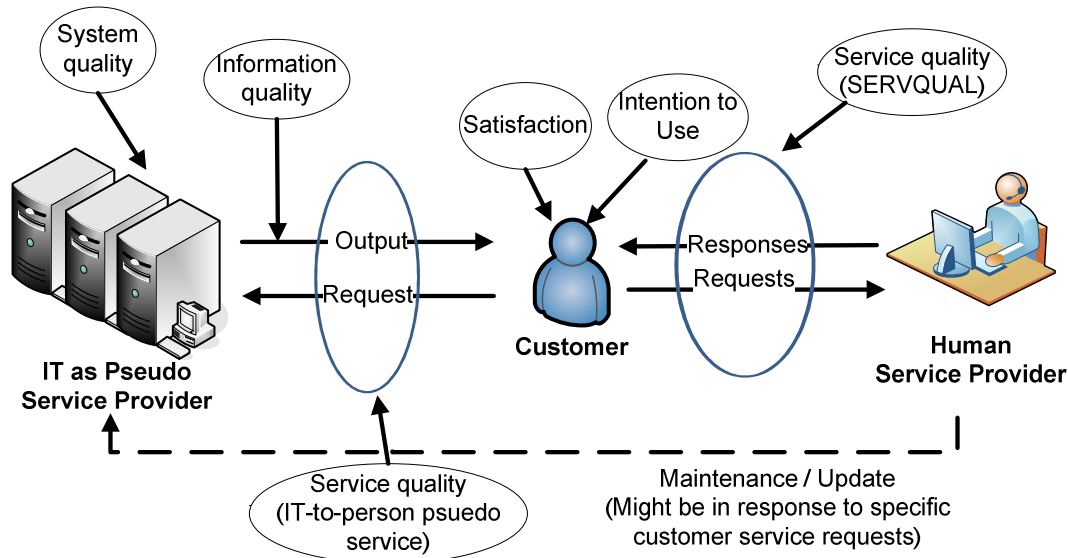 System
quality
Information
quality
Satisfaction
Intention to
Use
Service quality
(SERVQUAL)
Output
Request
Responses
Requests
IT as Pseudo
Service Provider
Customer
Human
Service Provider
Service quality
(IT-to-person psuedo
service)
Maintenance / Update
(Might be in response to specific
customer service requests)